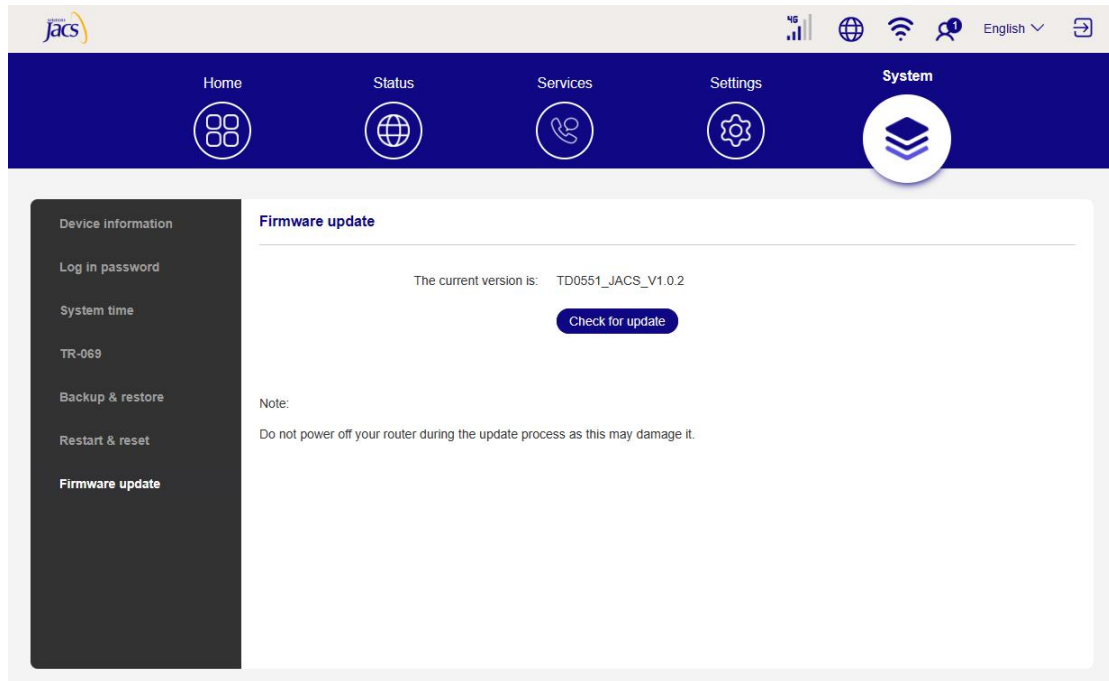 Jacs
4G
1
English
Home
Status
Services
Settings
System
Device information
Log in password
System time
TR-069
Backup & restore
Restart & reset
Firmware update
Firmware update
The current version is: TD0551_JACS_V1.0.2
Check for update
Note:
Do not power off your router during the update process as this may damage it.